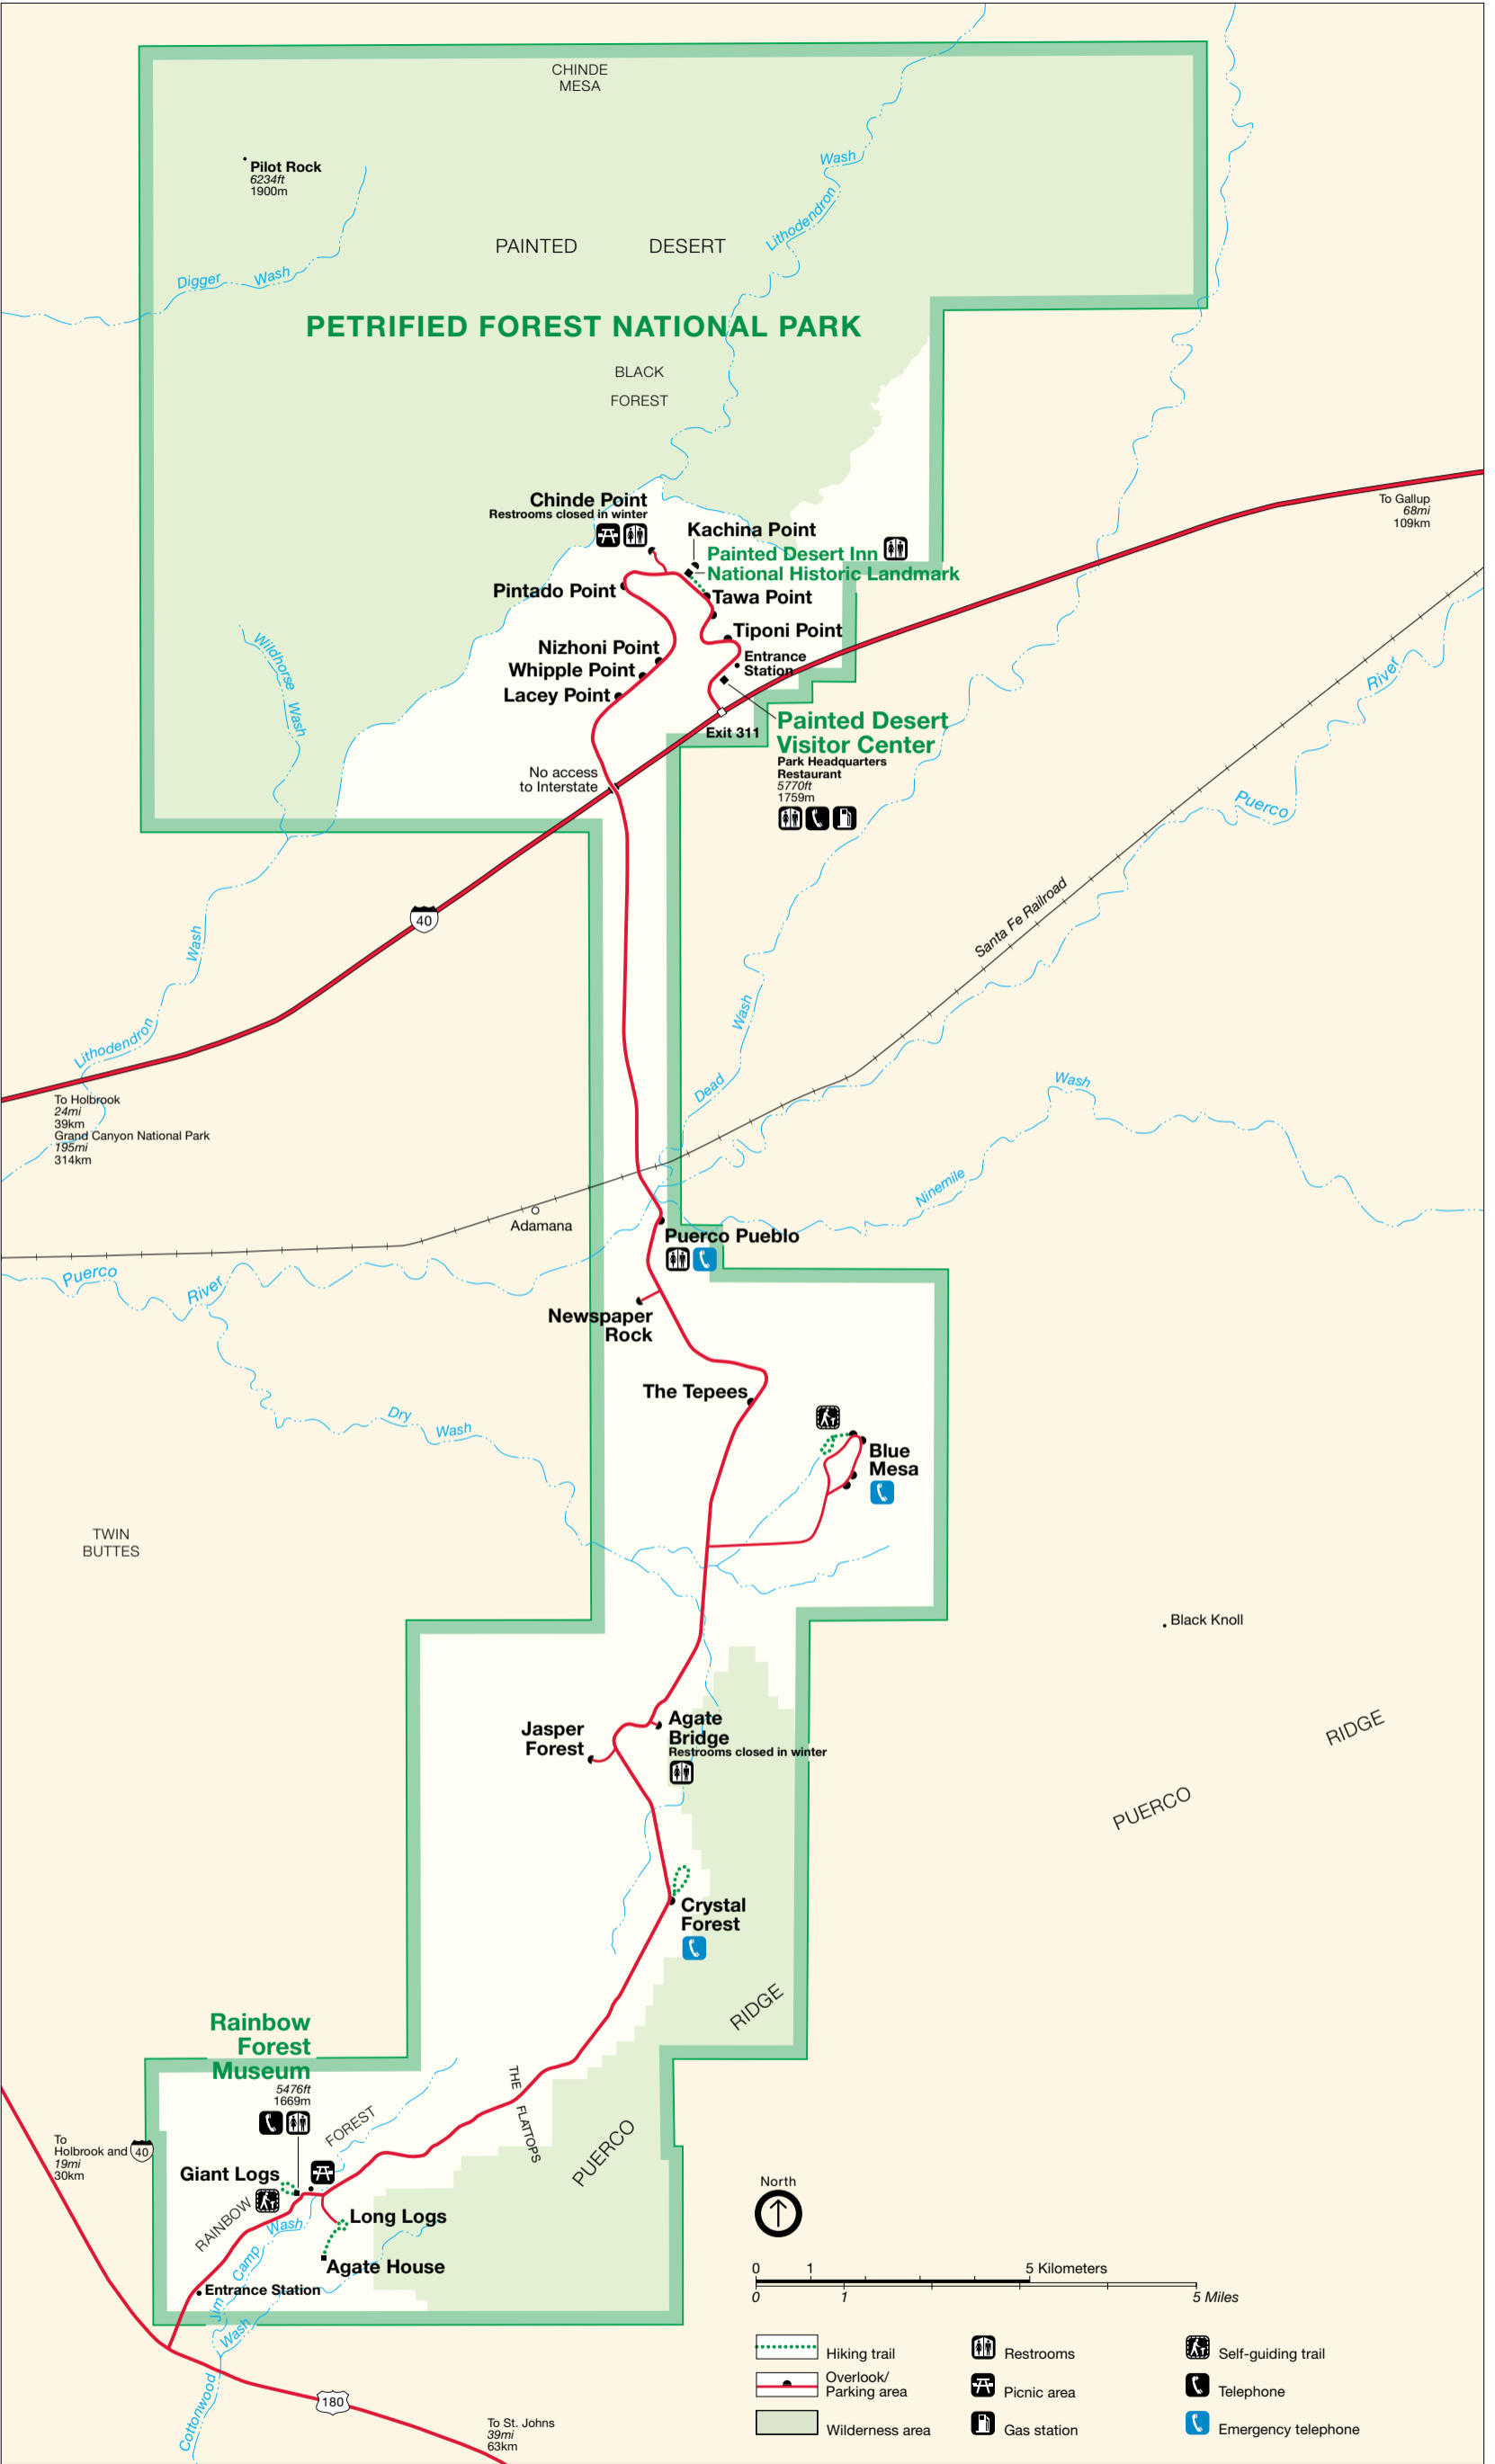 CHINDE
MESA
Pilot Rock
6234ft
1900m
Wash
Lithodendron
PAINTED DESERT
Digger Wash
PETRIFIED FOREST NATIONAL PARK
BLACK
FOREST
Chinde Point
Restrooms closed in winter
Kachina Point
Painted Desert Inn
National Historic Landmark
To Gallup
68mi
109km
Pintado Point
Tawa Point
Tiponi Point
Nizhoni Point
Whipple Point
Lacey Point
Entrance
Station
Wildhorse Wash
River
Exit 311
Painted Desert
Visitor Center
Park Headquarters
Restaurant
5770ft
1759m
No access
to Interstate
Puerco
40
Santa Fe Railroad
Wash
Lithodendron
Wash
Dead
Wash
To Holbrook
24mi
39km
Grand Canyon National Park
195mi
314km
Ninemile
Adamana
Puerco Pueblo
Puerco
River
Newspaper
Rock
The Tepees
Dry
Wash
Blue
Mesa
TWIN
BUTTES
Black Knoll
RIDGE
PUERCO
Jasper
Forest
Agate
Bridge
Restrooms closed in winter
Crystal
Forest
RIDGE
PUERCO
Rainbow
Forest
Museum
5476ft
1669m
THE
FLATTOPS
FOREST
RAINBOW
To
Holbrook and 40
19mi
30km
Giant Logs
Long Logs
Agate House
Wash
Camp
Jim
Entrance Station
Wash
Cottonwood
180
To St. Johns
39mi
63km
North
0 1 5 Kilometers
0 1 5 Miles
Hiking trail
Restrooms
Self-guiding trail
Overlook/
Parking area
Picnic area
Telephone
Wilderness area
Gas station
Emergency telephone